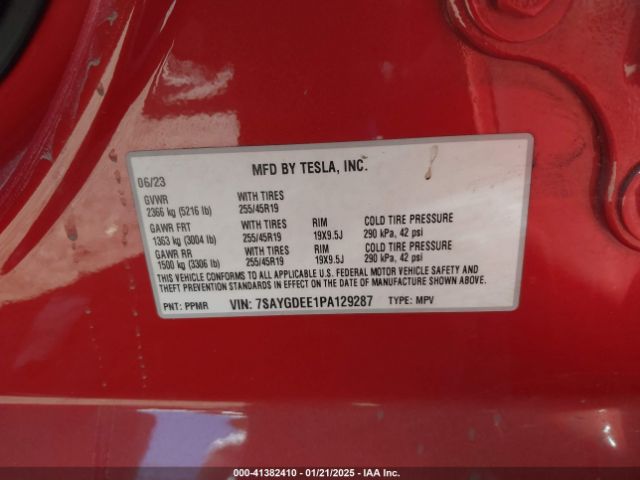 MFD BY TESLA, INC.
06/23
GVWR WITH TIRES
2366 kg (5216 lb) 255/45R19
GAWR FRT WITH TIRES RIM COLD TIRE PRESSURE
1363 kg (3004 lb) 255/45R19 19X9.5J 290 kPa, 42 psi
GAWR RR WITH TIRES RIM COLD TIRE PRESSURE
1500 kg (3306 lb) 255/45R19 19X9.5J 290 kPa, 42 psi
THIS VEHICLE CONFORMS TO ALL APPLICABLE U.S. FEDERAL MOTOR VEHICLE SAFETY AND
THEFT PREVENTION STANDARDS IN EFFECT ON THE DATE OF MANUFACTURE SHOWN ABOVE.
PNT: PPMR VIN: 7SAYGDEE1PA129287 TYPE: MPV
000-41382410 - 01/21/2025 - IAA Inc.